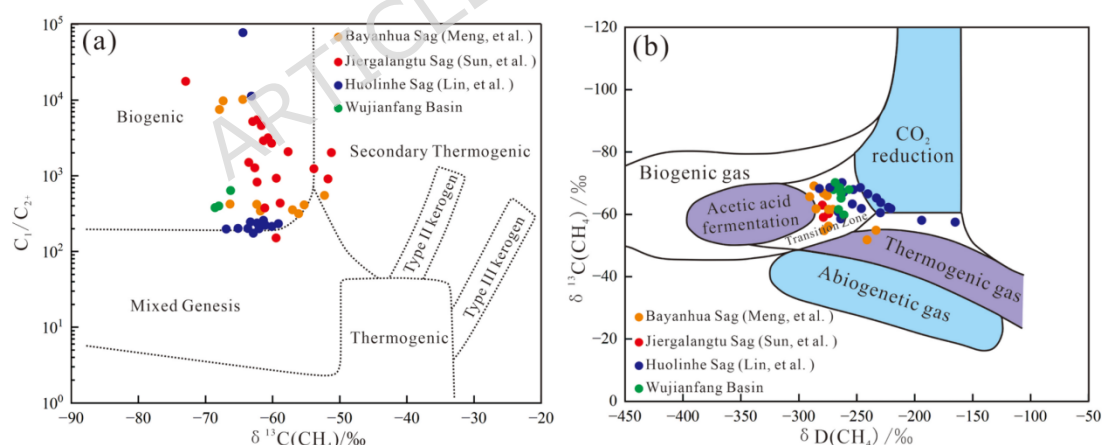 (a)
ARTICLE
Bayanhua Sag (Meng, et al.)
Jiergalangtu Sag (Sun, et al.)
Huolinhe Sag (Lin, et al.)
Wujianfang Basin
Biogenic
Secondary Thermogenic
Type II kerogen
Type III kerogen
Mixed Genesis
Thermogenic
C₁/C₂₊
10⁵
10⁴
10³
10²
10¹
10⁰
−90
−80
−70
−60
−50
−40
−30
−20
δ ¹³C(CH₄)/‰
(b)
CO₂
reduction
Biogenic gas
Acetic acid
fermentation
Transition Zone
Thermogenic gas
Abiogenetic gas
Bayanhua Sag (Meng, et al.)
Jiergalangtu Sag (Sun, et al.)
Huolinhe Sag (Lin, et al.)
Wujianfang Basin
δ ¹³C(CH₄) /‰
−120
−100
−80
−60
−40
−20
0
−450
−400
−350
−300
−250
−200
−150
−100
−50
δ D(CH₄) /‰